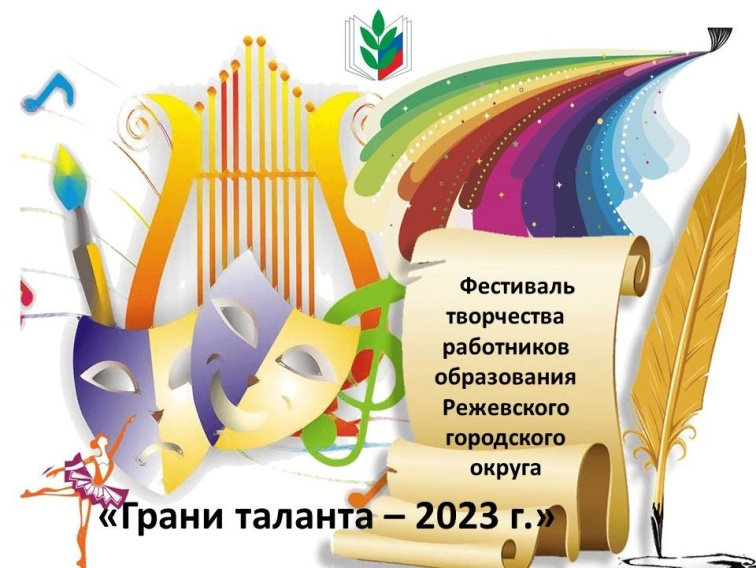 Фестиваль
творчества
работников
образования
Режевского
городского
округа
«Грани таланта – 2023 г.»